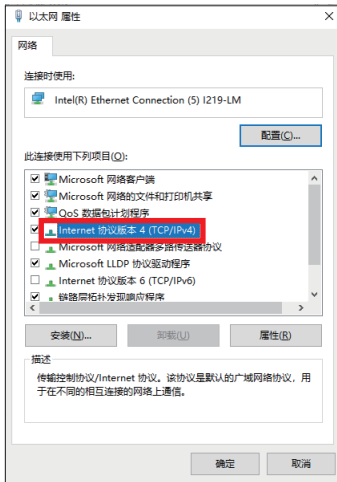 以太网 属性
网络
连接时使用:
Intel(R) Ethernet Connection (5) I219-LM
配置(C)...
此连接使用下列项目(O):
Microsoft 网络客户端
Microsoft 网络的文件和打印机共享
QoS 数据包计划程序
Internet 协议版本 4 (TCP/IPv4)
Microsoft 网络适配器多路传送器协议
Microsoft LLDP 协议驱动程序
Internet 协议版本 6 (TCP/IPv6)
链路层拓扑发现响应程序
安装(N)...
卸载(U)
属性(R)
描述
传输控制协议/Internet 协议。该协议是默认的广域网络协议，用
于在不同的相互连接的网络上通信。
确定
取消